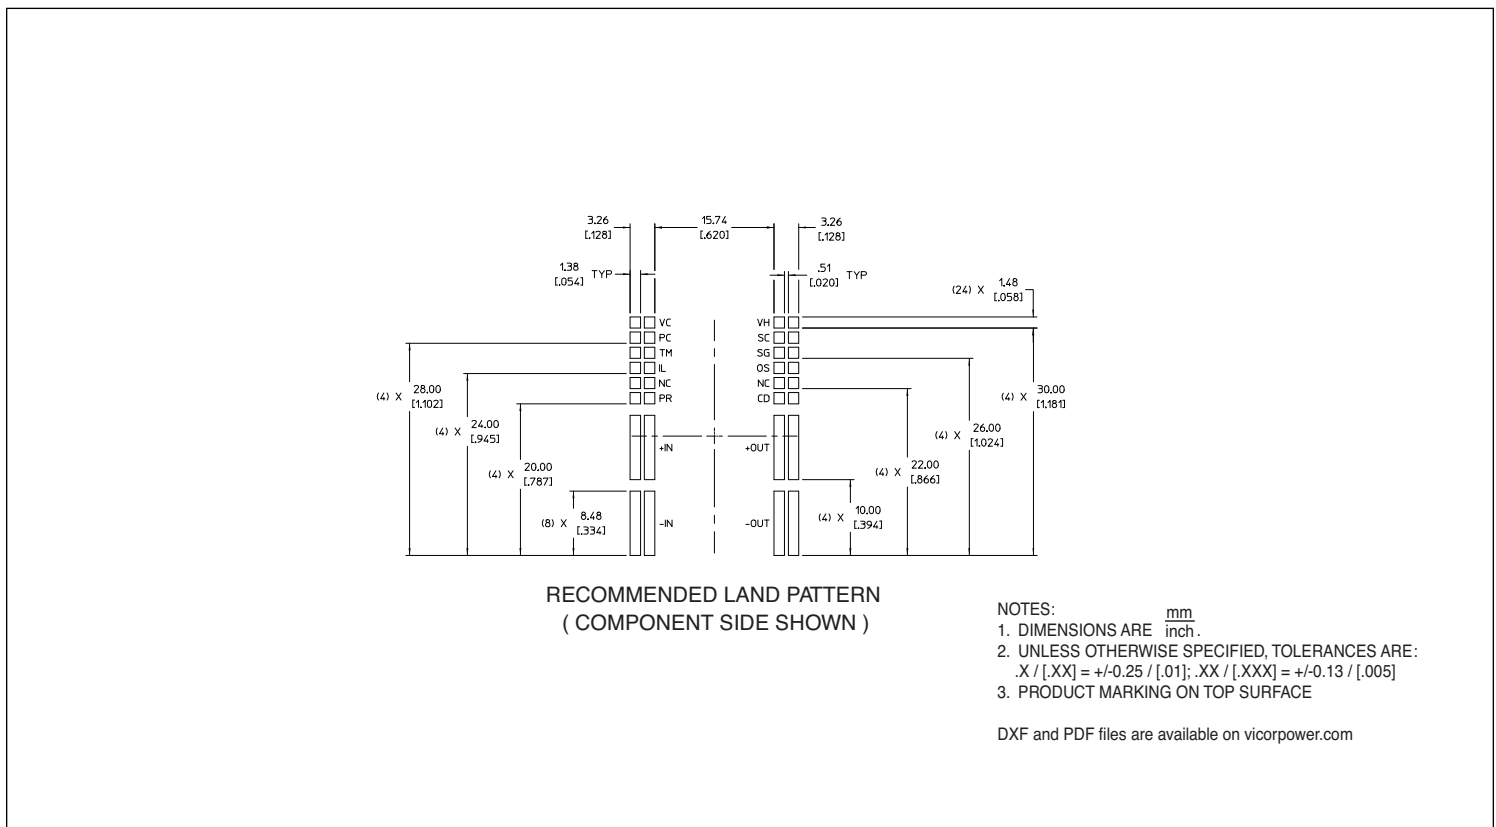 3.26
[.128]
15.74
[.620]
3.26
[.128]
1.38
[.054]
TYP
.51
[.020]
TYP
(24) X 1.48
[.058]
VC
PC
TM
IL
NC
PR
+IN
-IN
VH
SC
SG
OS
NC
CD
+OUT
-OUT
(4) X 28.00
[1.102]
(4) X 24.00
[.945]
(4) X 20.00
[.787]
(8) X 8.48
[.334]
(4) X 30.00
[1.181]
(4) X 26.00
[1.024]
(4) X 22.00
[.866]
(4) X 10.00
[.394]
RECOMMENDED LAND PATTERN
( COMPONENT SIDE SHOWN )
NOTES:
1. DIMENSIONS ARE mm
inch.
2. UNLESS OTHERWISE SPECIFIED, TOLERANCES ARE:
.X / [.XX] = +/-0.25 / [.01]; .XX / [.XXX] = +/-0.13 / [.005]
3. PRODUCT MARKING ON TOP SURFACE
DXF and PDF files are available on vicorpower.com